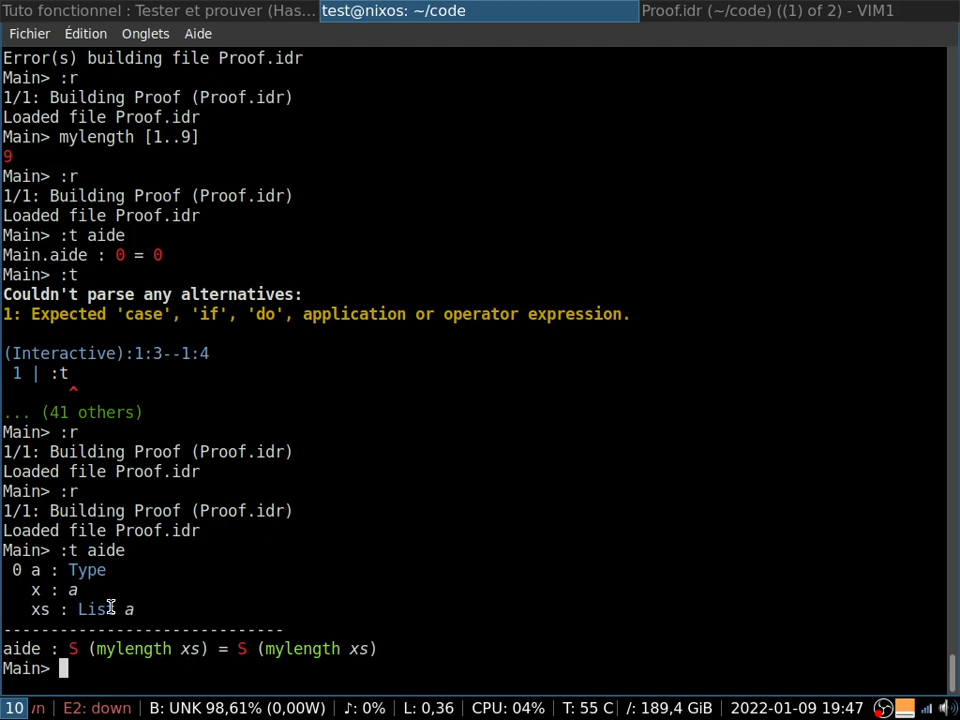 Tuto fonctionnel : Tester et prouver (Has... test@nixos: ~/code Proof.idr (~/code) ((1) of 2) - VIM1
Fichier Édition Onglets Aide
Error(s) building file Proof.idr
Main> :r
1/1: Building Proof (Proof.idr)
Loaded file Proof.idr
Main> mylength [1..9]
9
Main> :r
1/1: Building Proof (Proof.idr)
Loaded file Proof.idr
Main> :t aide
Main.aide : 0 = 0
Main> :t
Couldn't parse any alternatives:
1: Expected 'case', 'if', 'do', application or operator expression.
(Interactive):1:3--1:4
1 | :t
^
... (41 others)
Main> :r
1/1: Building Proof (Proof.idr)
Loaded file Proof.idr
Main> :r
1/1: Building Proof (Proof.idr)
Loaded file Proof.idr
Main> :t aide
0 a : Type
x : a
xs : List a
------------------------------
aide : S (mylength xs) = S (mylength xs)
Main>
10 wn | E2: down | B: UNK 98,61% (0,00W) | ♪: 0% | L: 0,36 | CPU: 04% | T: 55 C | /: 189,4 GiB | 2022-01-09 19:47